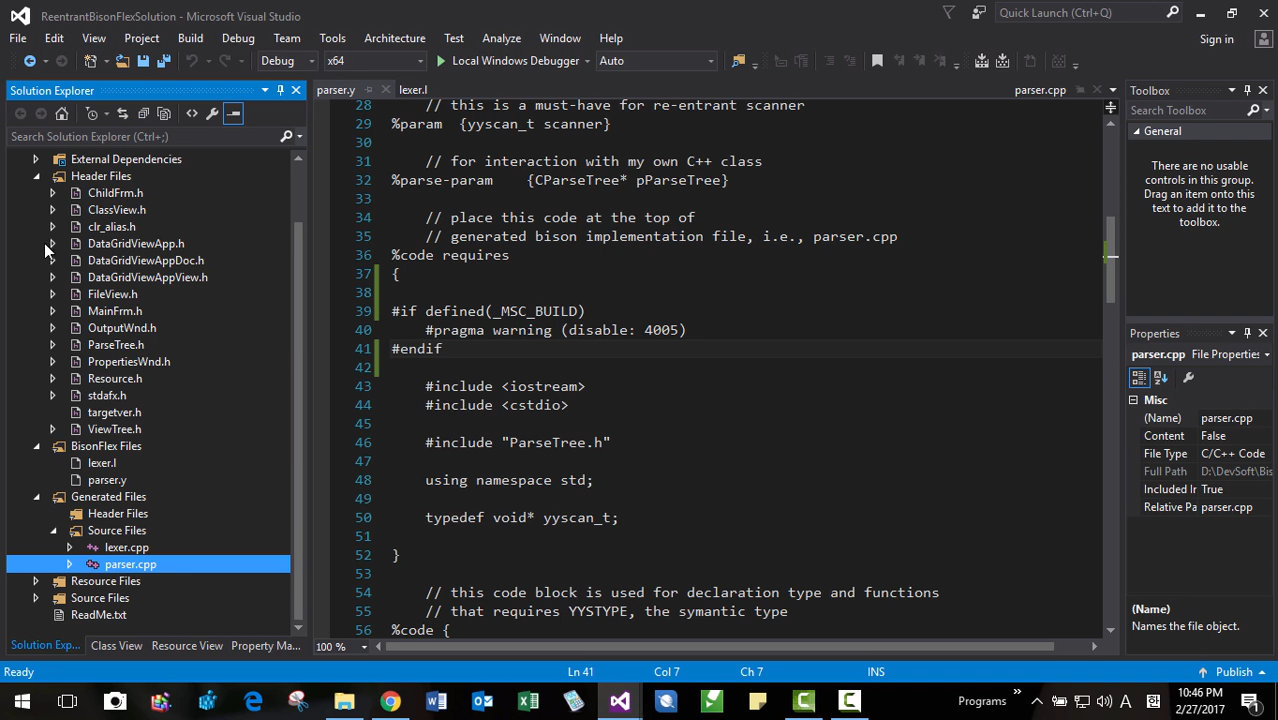 ReentrantBisonFlexSolution - Microsoft Visual Studio
Quick Launch (Ctrl+Q)
File Edit View Project Build Debug Team Tools Architecture Test Analyze Window Help
Sign in
Debug x64 Local Windows Debugger Auto
Solution Explorer
Search Solution Explorer (Ctrl+;)
External Dependencies
Header Files
ChildFrm.h
ClassView.h
clr_alias.h
DataGridViewApp.h
DataGridViewAppDoc.h
DataGridViewAppView.h
FileView.h
MainFrm.h
OutputWnd.h
ParseTree.h
PropertiesWnd.h
Resource.h
stdafx.h
targetver.h
ViewTree.h
BisonFlex Files
lexer.l
parser.y
Generated Files
Header Files
Source Files
lexer.cpp
parser.cpp
Resource Files
Source Files
ReadMe.txt
Solution Exp... Class View Resource View Property Ma...
parser.y lexer.l parser.cpp
28 // this is a must-have for re-entrant scanner
29 %param {yyscan_t scanner}
30
31 // for interaction with my own C++ class
32 %parse-param {CParseTree* pParseTree}
33
34 // place this code at the top of
35 // generated bison implementation file, i.e., parser.cpp
36 %code requires
37 {
38
39 #if defined(_MSC_BUILD)
40 #pragma warning (disable: 4005)
41 #endif
42
43 #include <iostream>
44 #include <cstdio>
45
46 #include "ParseTree.h"
47
48 using namespace std;
49
50 typedef void* yyscan_t;
51
52 }
53
54 // this code block is used for declaration type and functions
55 // that requires YYSTYPE, the symantic type
56 %code {
100 %
Toolbox
Search Toolbox
General
There are no usable
controls in this group.
Drag an item onto this
text to add it to the
toolbox.
Properties
parser.cpp File Properties
Misc
(Name) parser.cpp
Content False
File Type C/C++ Code
Full Path D:\DevSoft\Bis
Included Ir True
Relative Pa parser.cpp
(Name)
Names the file object.
Ready Ln 41 Col 7 Ch 7 INS Publish
Programs
A
10:46 PM
2/27/2017